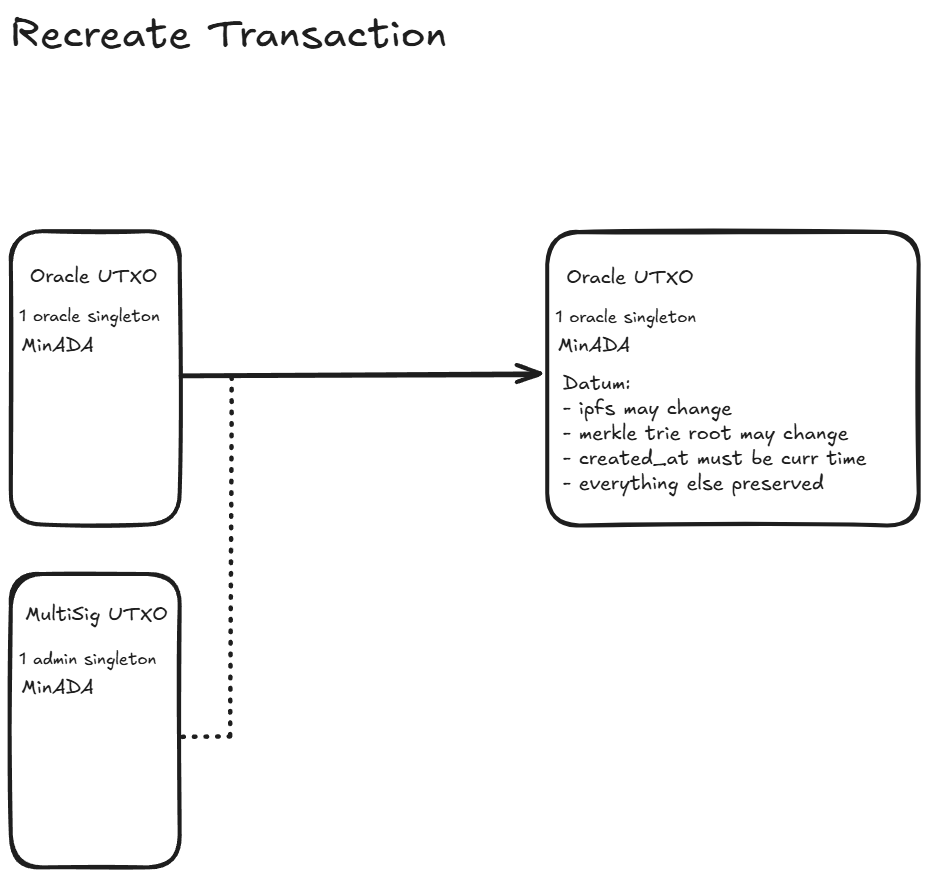 Recreate Transaction
Oracle UTXO
1 oracle singleton
MinADA
Oracle UTXO
1 oracle singleton
MinADA
Datum:
- ipfs may change
- merkle trie root may change
- created_at must be curr time
- everything else preserved
MultiSig UTXO
1 admin singleton
MinADA